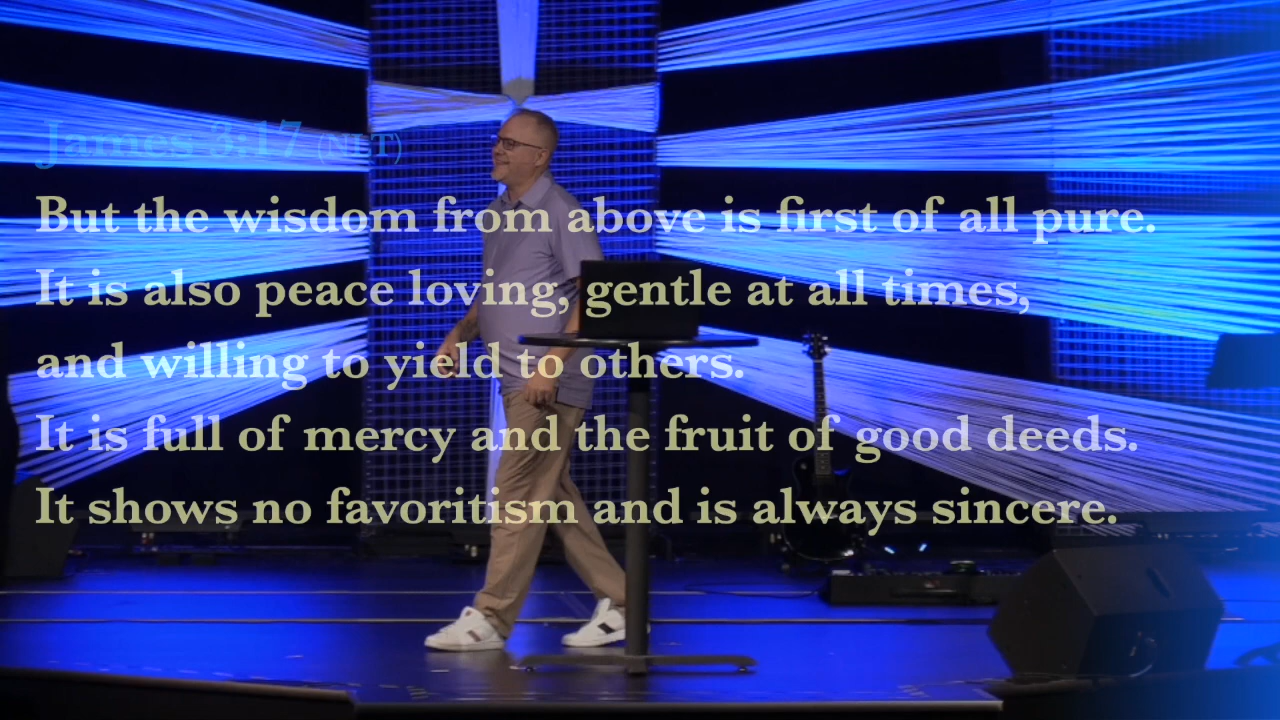 James 3:17 (NLT)
But the wisdom from above is first of all pure.
It is also peace loving, gentle at all times,
and willing to yield to others.
It is full of mercy and the fruit of good deeds.
It shows no favoritism and is always sincere.